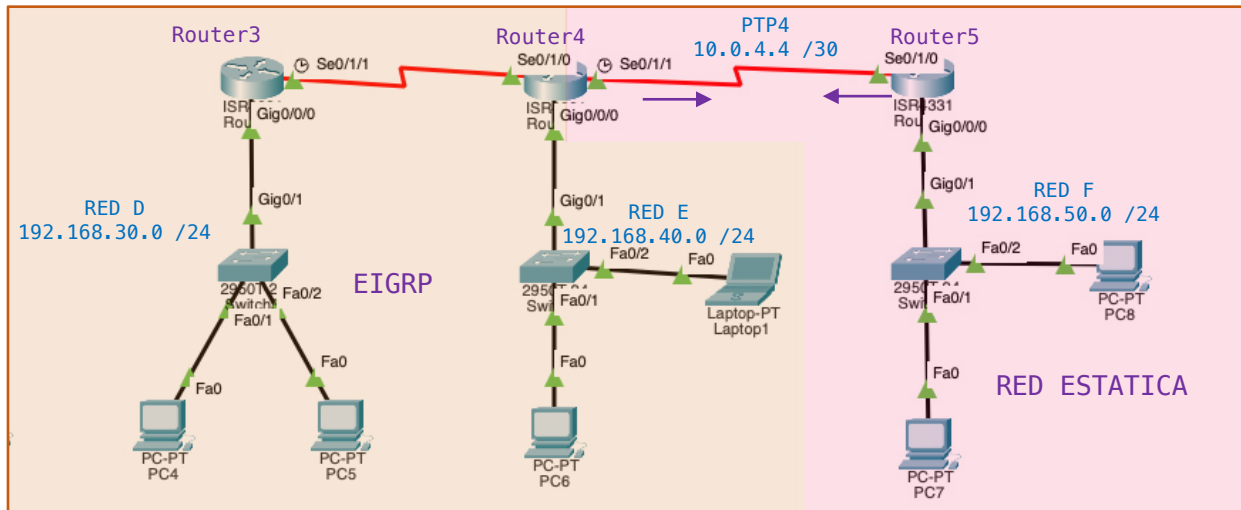 Router3
Router4
PTP4
10.0.4.4 /30
Router5
Se0/1/1
Se0/1/0
Se0/1/1
Se0/1/0
Gig0/0/0
Gig0/0/0
Gig0/0/0
Gig0/1
Gig0/1
Gig0/1
RED D
192.168.30.0 /24
RED E
192.168.40.0 /24
RED F
192.168.50.0 /24
EIGRP
Fa0/2
Fa0/1
Fa0
Fa0
PC-PT
PC4
PC-PT
PC5
Fa0/2
Fa0
Fa0/1
Laptop-PT
Laptop1
Fa0
PC-PT
PC6
Fa0/2
Fa0
PC-PT
PC8
Fa0/1
Fa0
PC-PT
PC7
RED ESTATICA